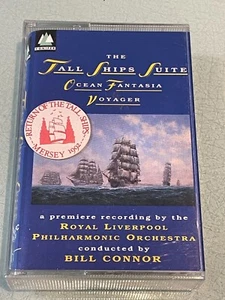 CONIFER
THE
TALL SHIPS SUITE
OCEAN FANTASIA
VOYAGER
RETURN OF THE TALL SHIPS
MERSEY 1992
a premiere recording by the
ROYAL LIVERPOOL
PHILHARMONIC ORCHESTRA
conducted by
BILL CONNOR